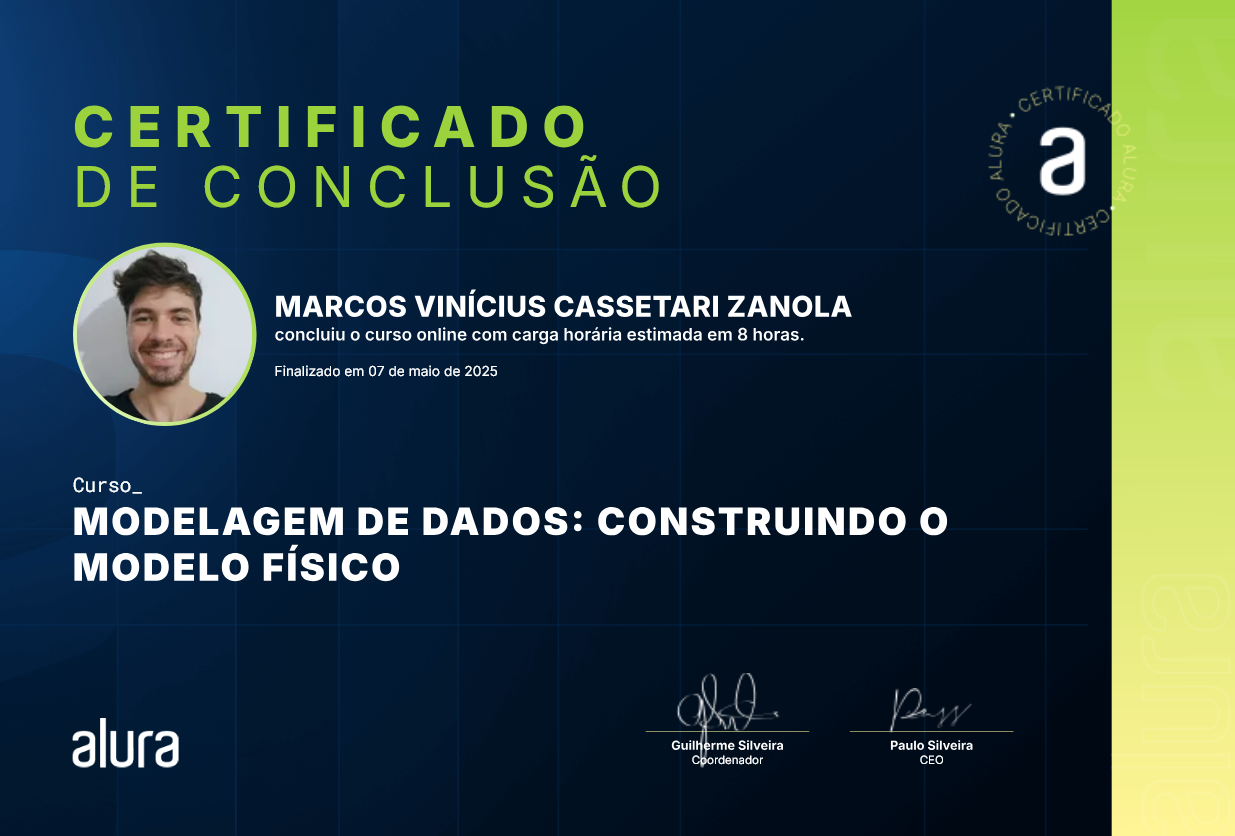 CERTIFICADO
DE CONCLUSÃO
CERTIFICADO ALURA • CERTIFICADO ALURA •
a
MARCOS VINÍCIUS CASSETARI ZANOLA
concluiu o curso online com carga horária estimada em 8 horas.
Finalizado em 07 de maio de 2025
Curso_
MODELAGEM DE DADOS: CONSTRUINDO O
MODELO FÍSICO
alura
Guilherme Silveira
Coordenador
Paulo Silveira
CEO
alura
alura